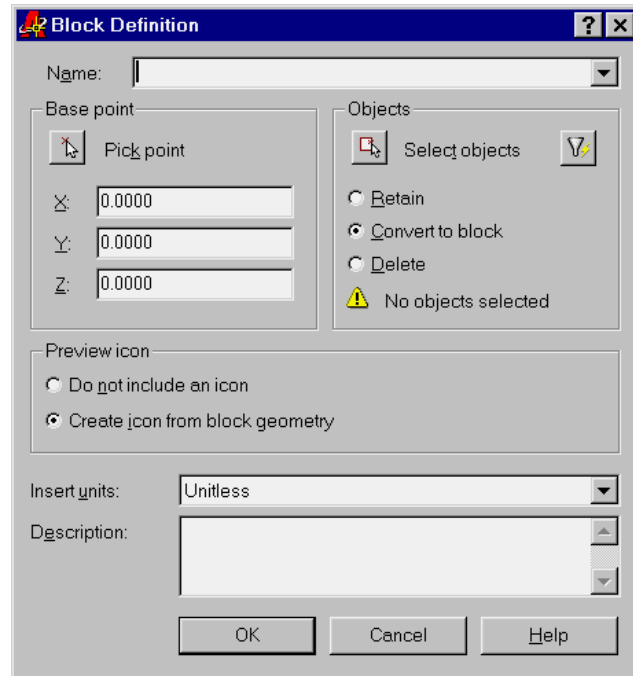 Block Definition
Name:
Base point
Pick point
X: 0.0000
Y: 0.0000
Z: 0.0000
Objects
Select objects
Retain
Convert to block
Delete
No objects selected
Preview icon
Do not include an icon
Create icon from block geometry
Insert units: Unitless
Description:
OK Cancel Help